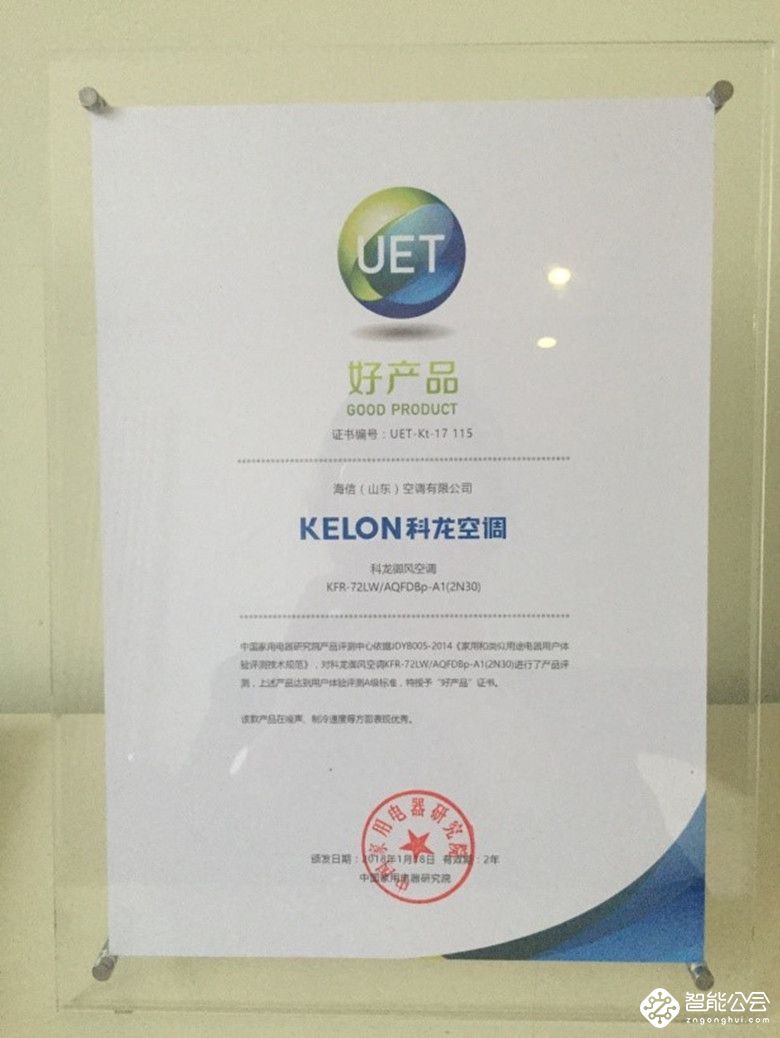 UET
好产品
GOOD PRODUCT
证书编号：UET-Kt-17 115
海信（山东）空调有限公司
KELON科龙空调
科龙御风空调
KFR-72LW/AQFDBp-A1(2N30)
中国家用电器研究院产品评测中心依据JDYB005-2014《家用和类似用途电器用户体
验评测技术规范》，对科龙御风空调KFR-72LW/AQFDBp-A1(2N30)进行了产品评
测，上述产品达到用户体验评测A级标准，特授予“好产品”证书。
该款产品在噪声、制冷速度等方面表现优秀。
中国家用电器研究院
颁发日期：2018年1月18日 有效期：2年
中国家用电器研究院
智能公会
zngonghui.com